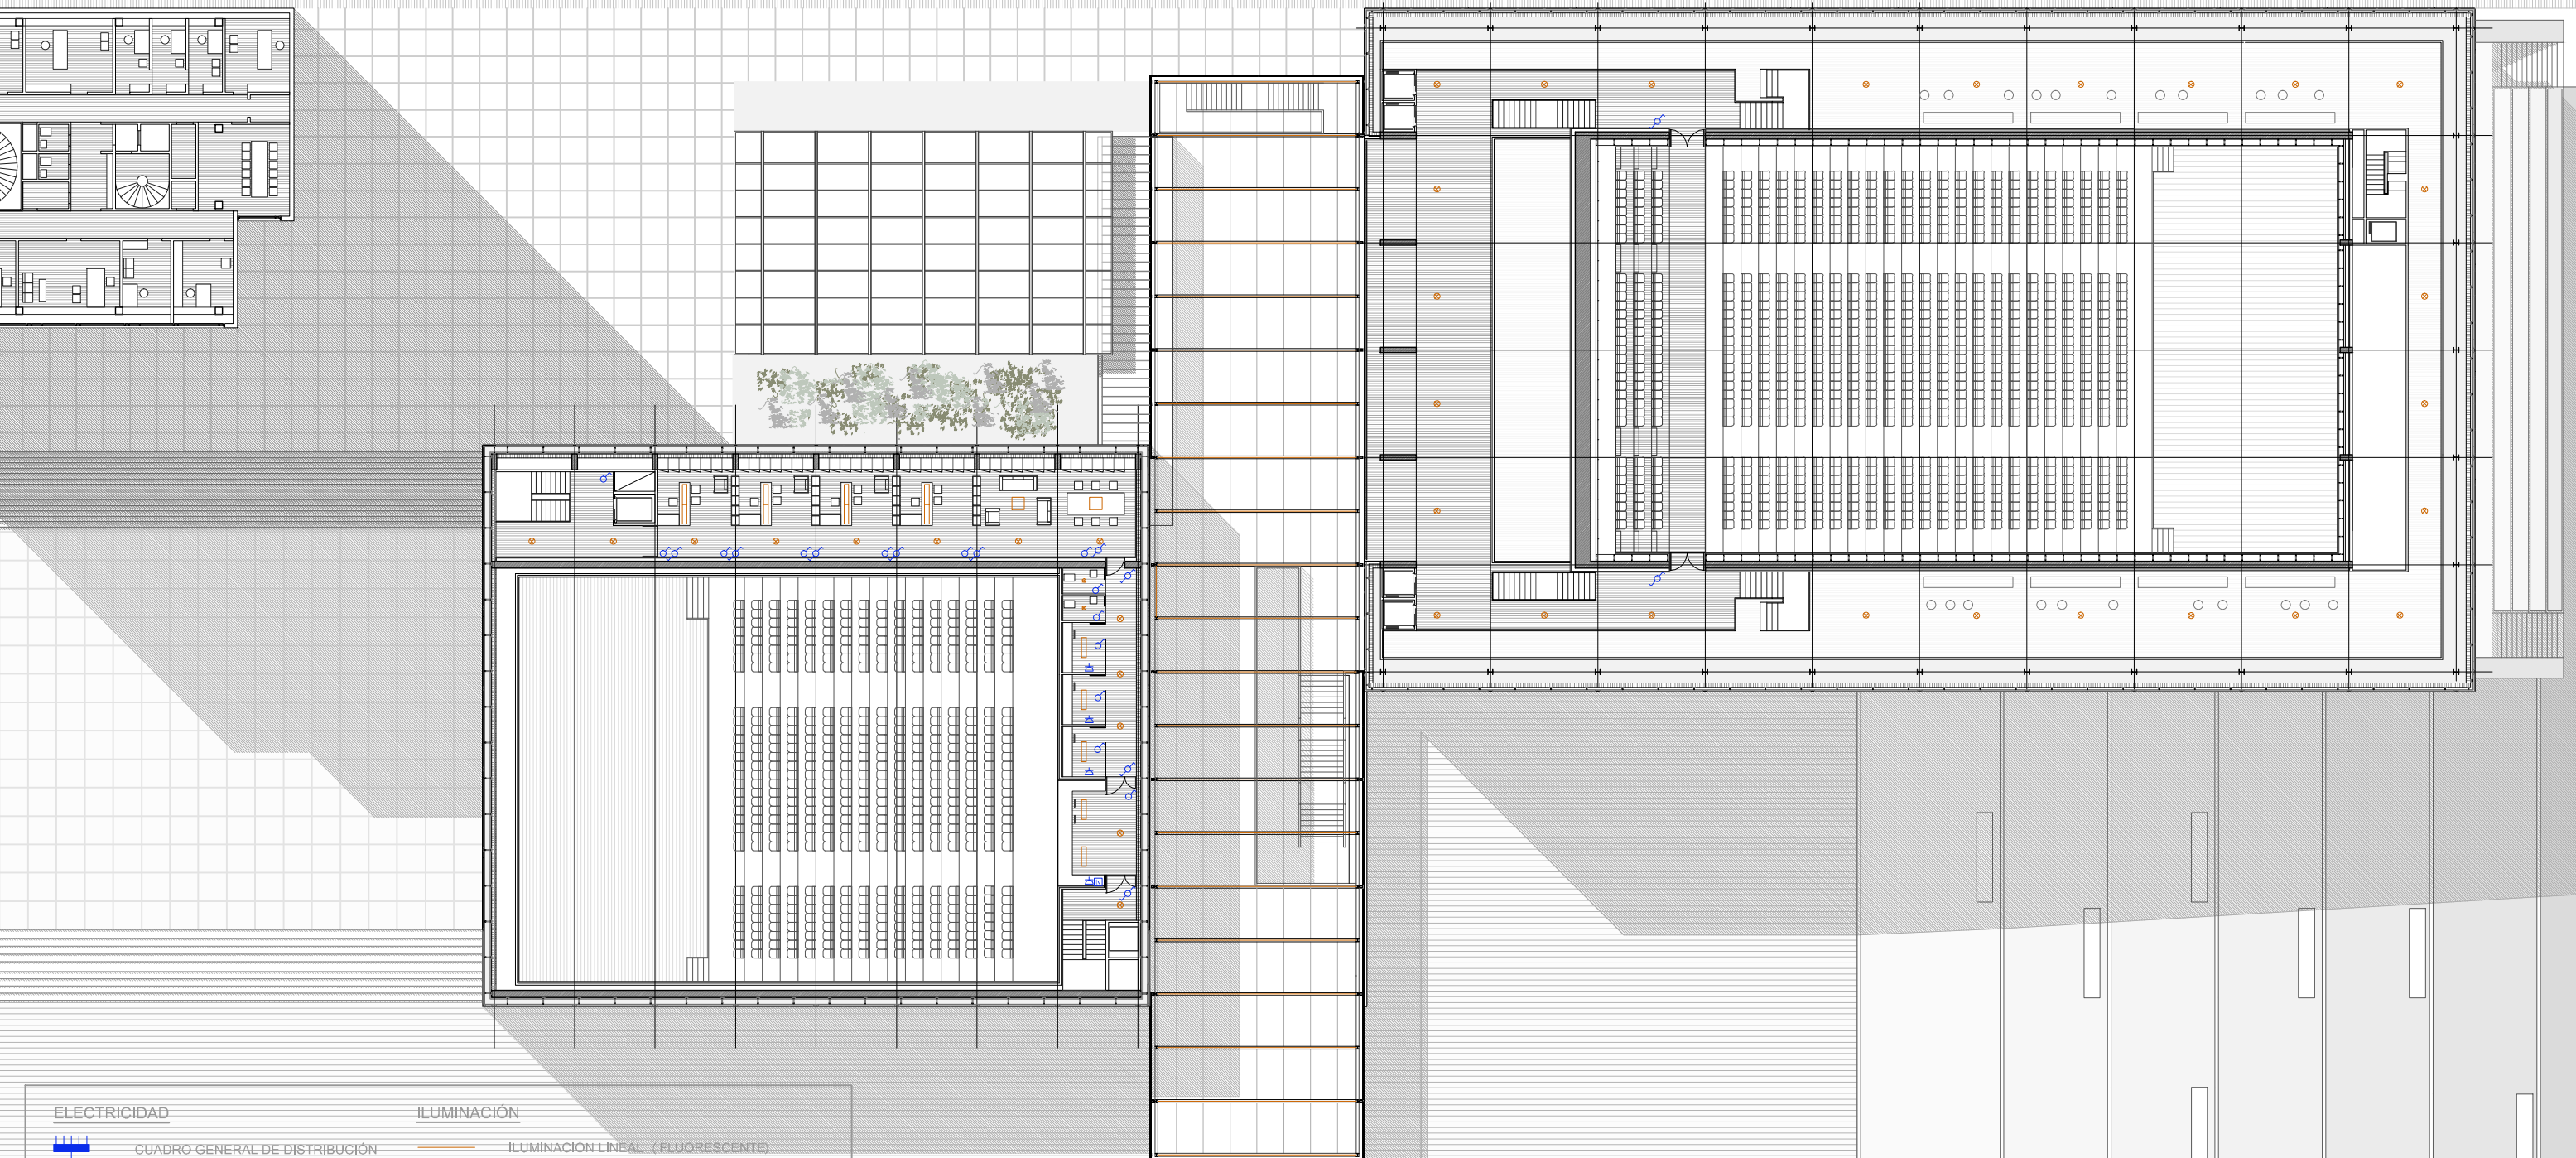 ELECTRICIDAD
ILUMINACIÓN
CUADRO GENERAL DE DISTRIBUCIÓN
ILUMINACIÓN LINEAL ( FLUORESCENTE)